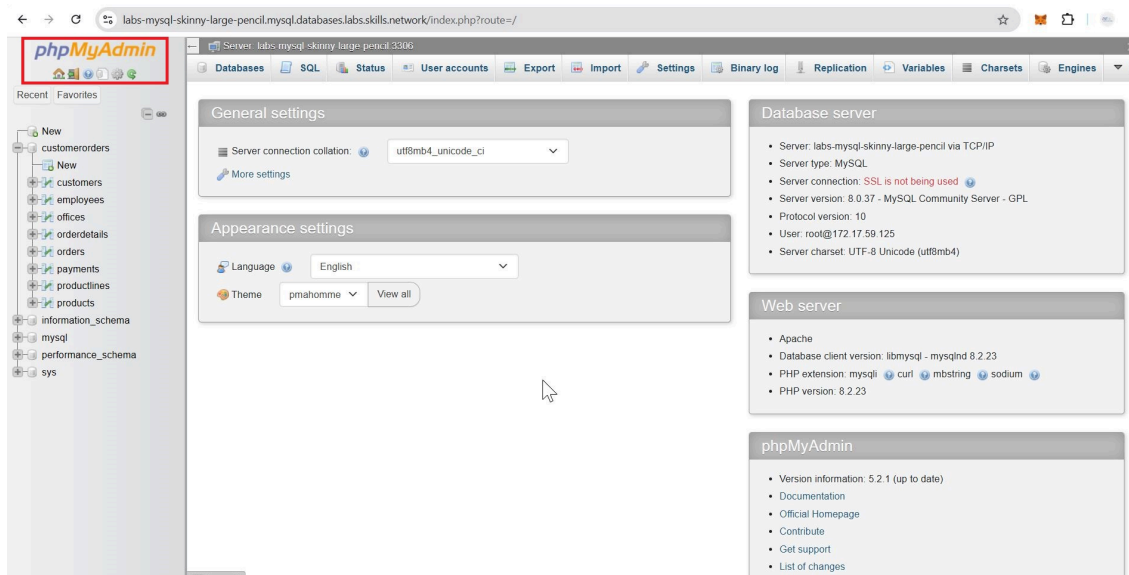 labs-mysql-skinny-large-pencil.mysql.databases.labs.skills.network/index.php?route=/
phpMyAdmin
Recent Favorites
New
customerorders
New
customers
employees
offices
orderdetails
orders
payments
productlines
products
information_schema
mysql
performance_schema
sys
Server: labs-mysql-skinny-large-pencil:3306
Databases SQL Status User accounts Export Import Settings Binary log Replication Variables Charsets Engines
General settings
Server connection collation: utf8mb4_unicode_ci
More settings
Appearance settings
Language English
Theme pmahomme View all
Database server
• Server: labs-mysql-skinny-large-pencil via TCP/IP
• Server type: MySQL
• Server connection: SSL is not being used
• Server version: 8.0.37 - MySQL Community Server - GPL
• Protocol version: 10
• User: root@172.17.59.125
• Server charset: UTF-8 Unicode (utf8mb4)
Web server
• Apache
• Database client version: libmysql - mysqlnd 8.2.23
• PHP extension: mysqli curl mbstring sodium
• PHP version: 8.2.23
phpMyAdmin
• Version information: 5.2.1 (up to date)
• Documentation
• Official Homepage
• Contribute
• Get support
• List of changes